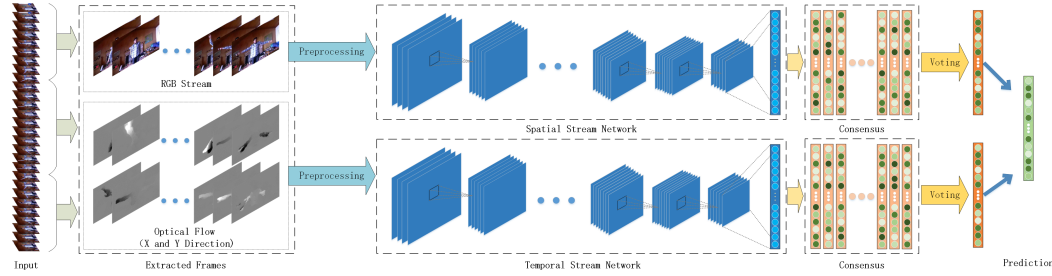 RGB Stream
Preprocessing
Spatial Stream Network
Consensus
Voting
Optical Flow
(X and Y Direction)
Preprocessing
Voting
Input
Extracted Frames
Temporal Stream Network
Consensus
Prediction